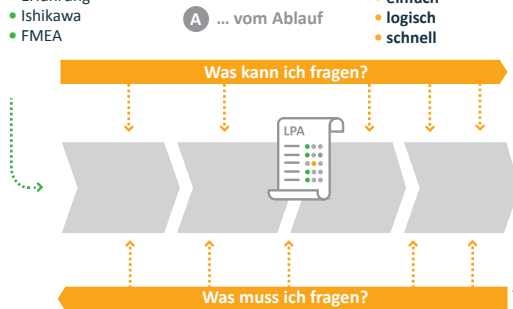 • Ishikawa
• FMEA
A ... vom Ablauf
• logisch
• schnell
Was kann ich fragen?
LPA
Was muss ich fragen?